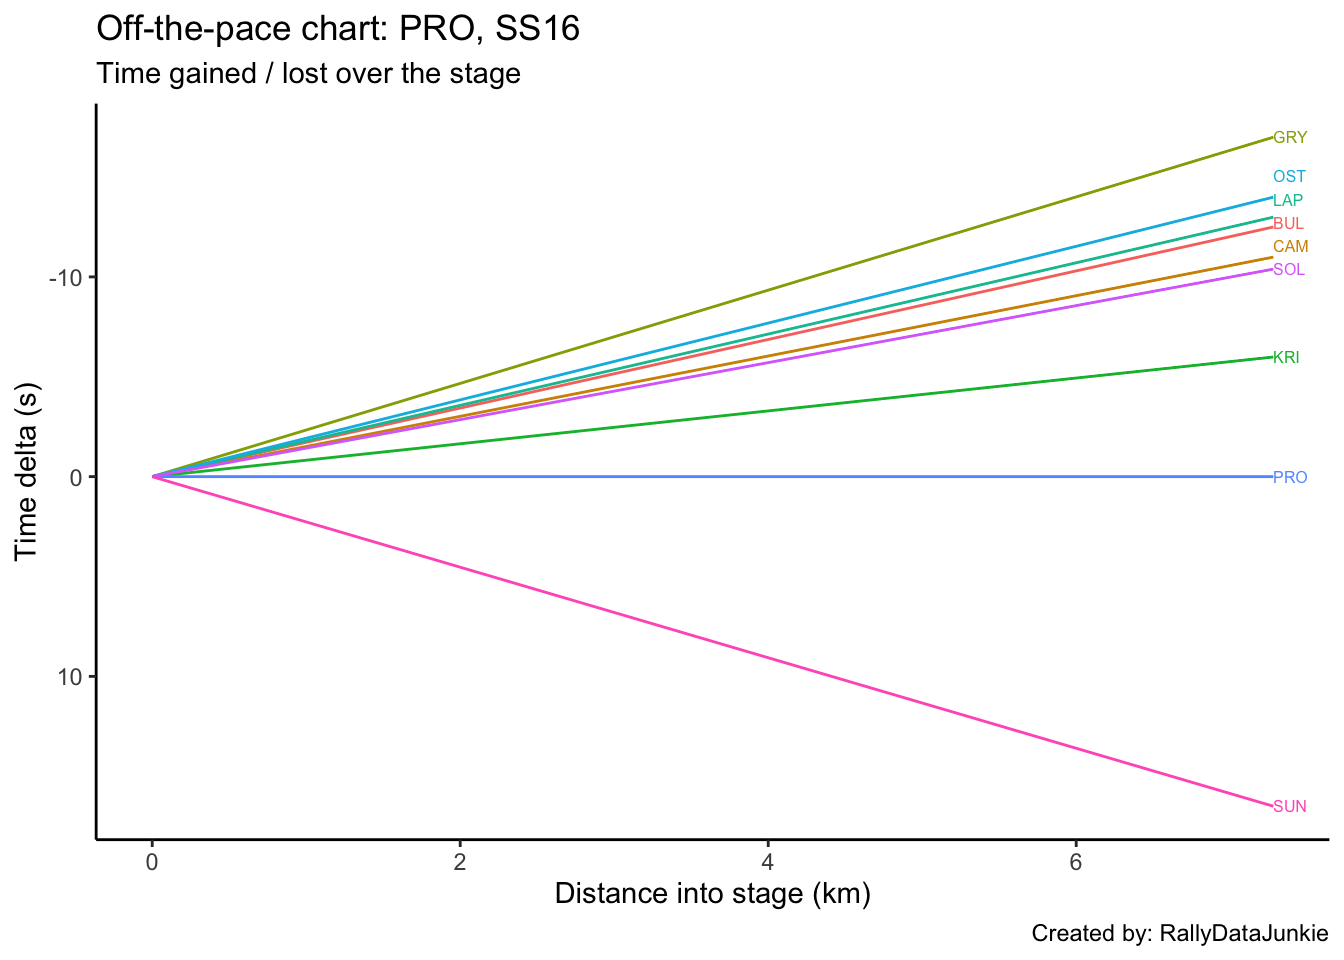 Off-the-pace chart: PRO, SS16
Time gained / lost over the stage
GRY
OST
LAP
BUL
CAM
-10
SOL
KRI
Time delta (s)
0
PRO
10
SUN
0 2 4 6
Distance into stage (km)
Created by: RallyDataJunkie